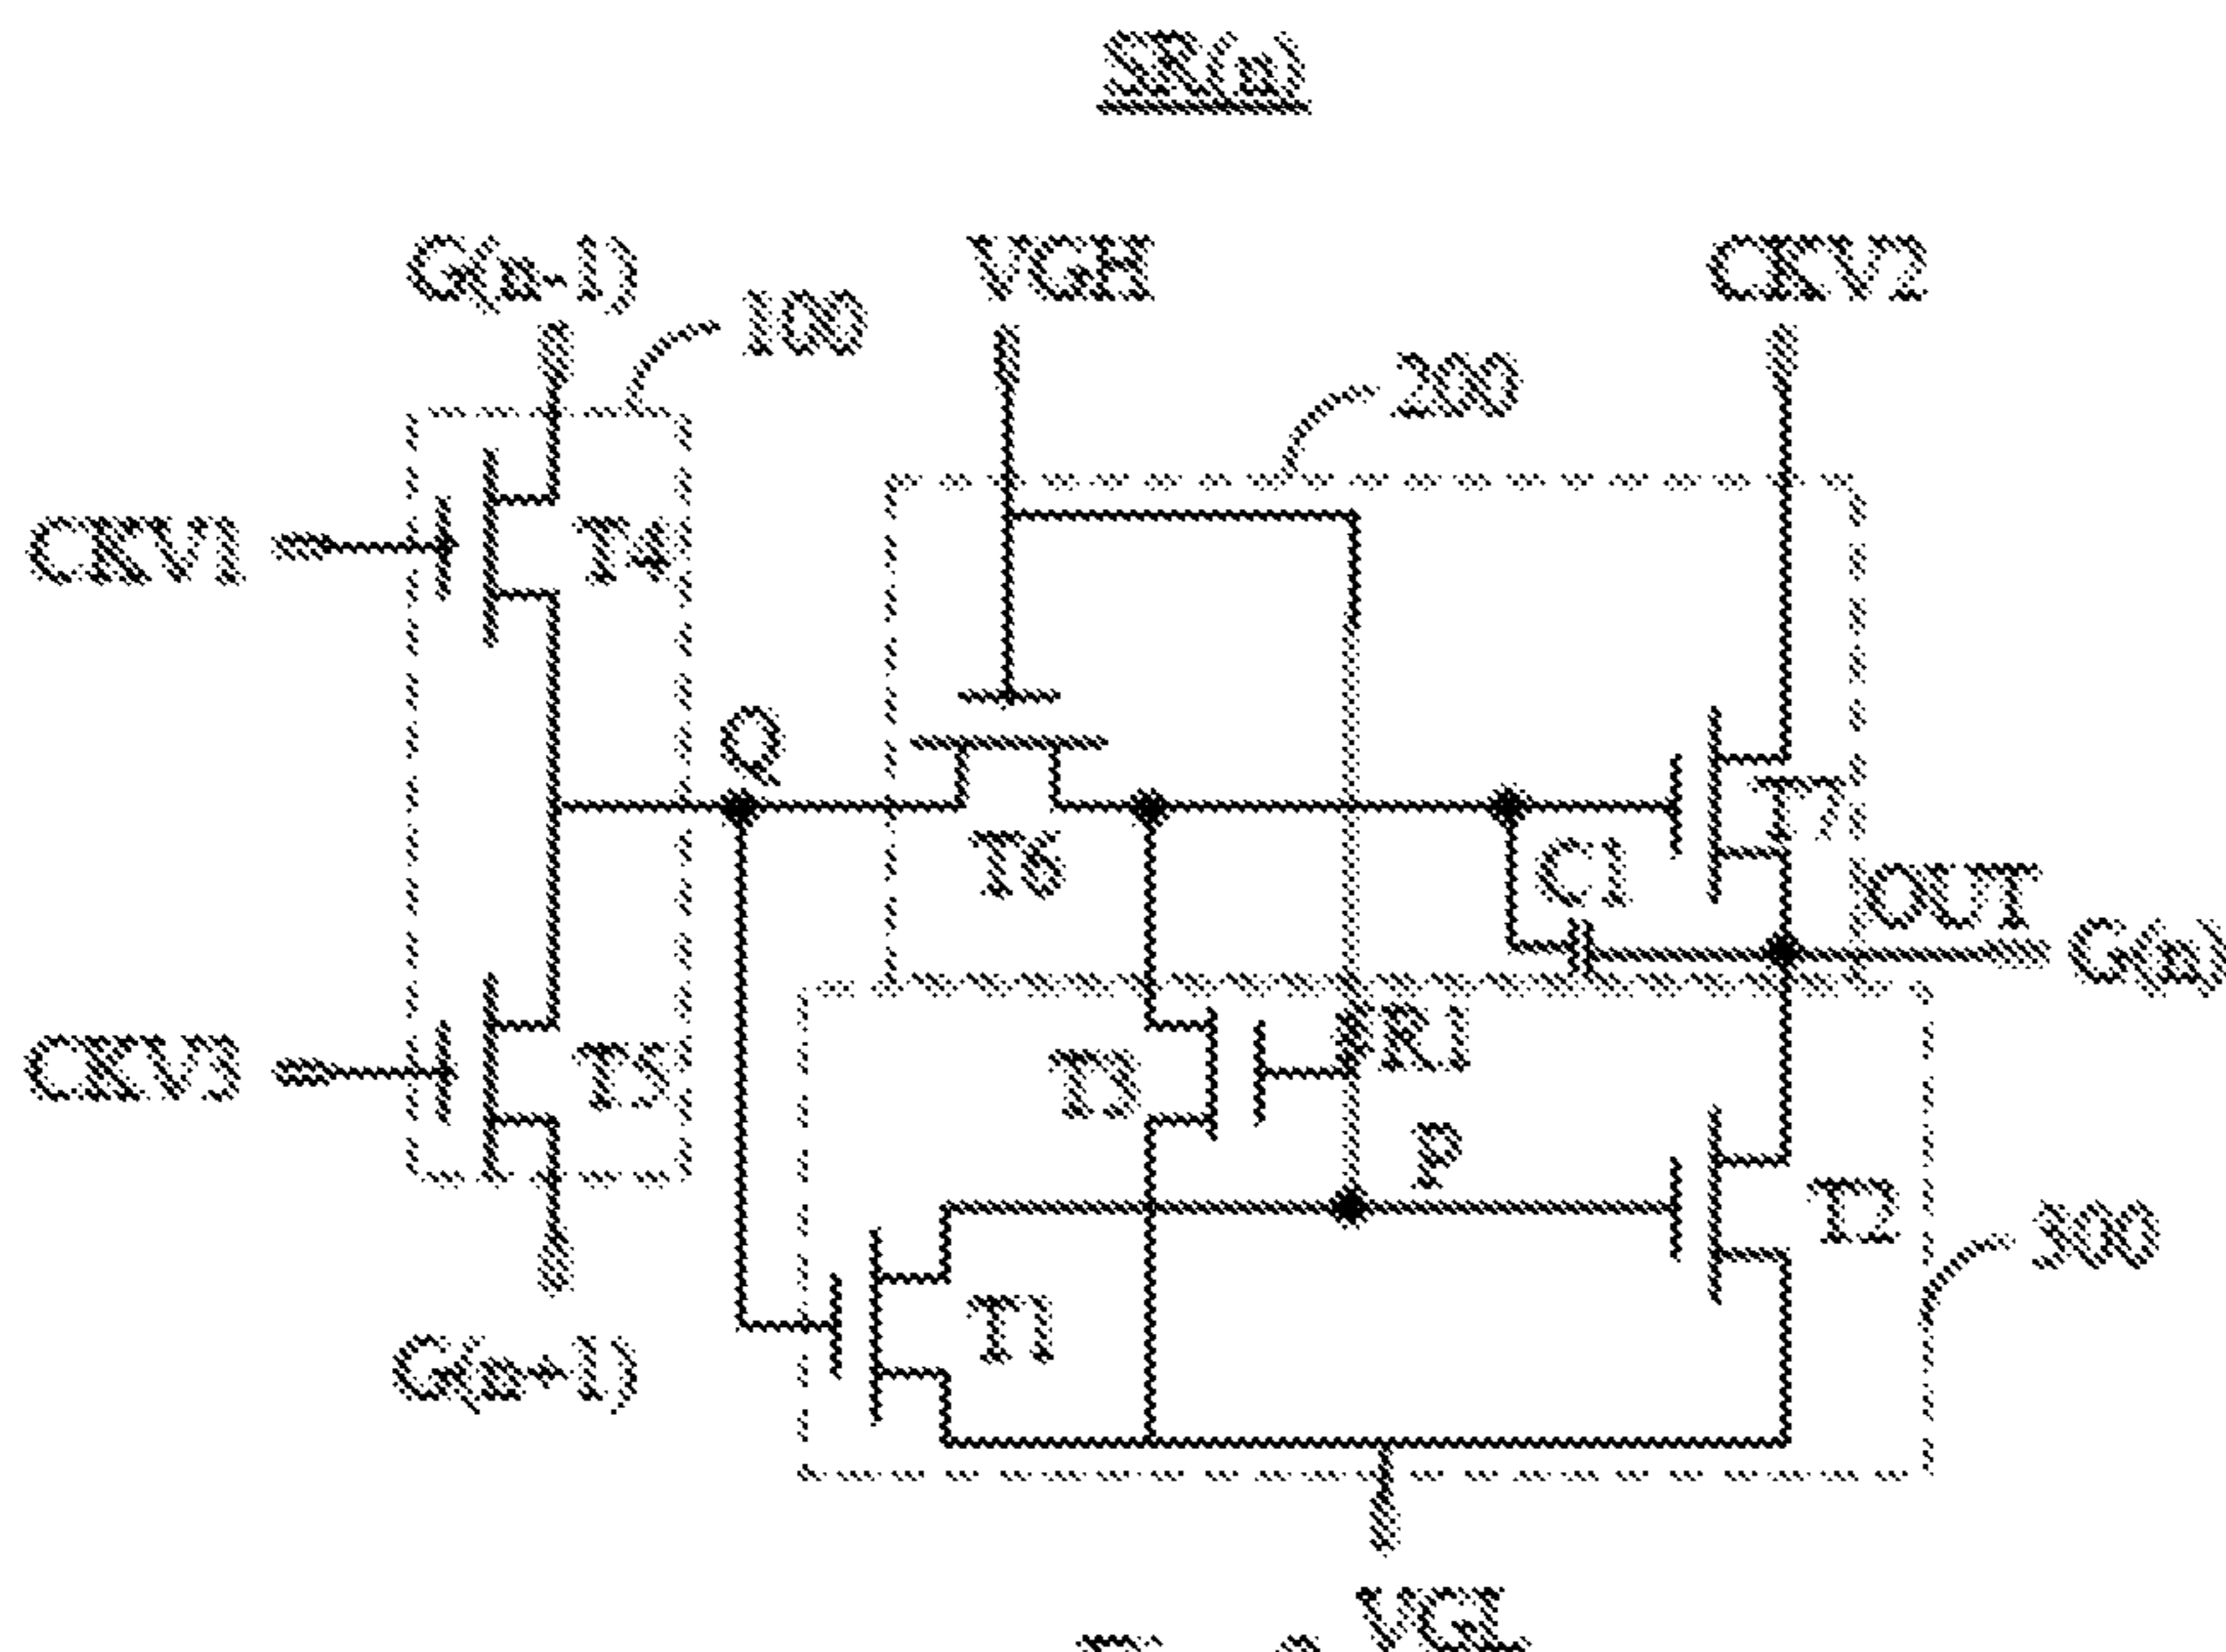 SR(n)
G(n-1)
VGH
CKV2
100
200
CKV1
T4
Q
T7
T6
C1
OUT
G(n)
CKV3
T5
T3
P
T2
300
T1
G(n+1)
VGL